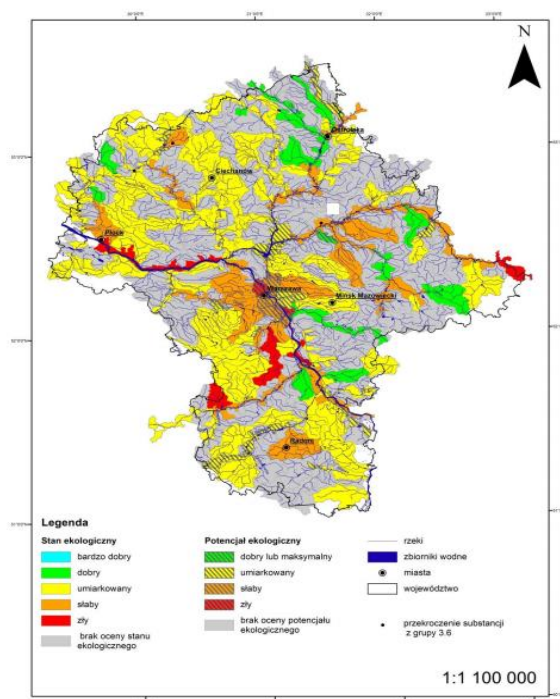 N
Ostrołęka
Ciechanów
Płock
Warszawa
Mińsk Mazowiecki
Radom
Legenda
Stan ekologiczny
bardzo dobry
dobry
umiarkowany
słaby
zły
brak oceny stanu
ekologicznego
Potencjał ekologiczny
dobry lub maksymalny
umiarkowany
słaby
zły
brak oceny potencjału
ekologicznego
rzeki
zbiorniki wodne
miasta
województwo
przekroczenie substancji
z grupy 3.6
1:1 100 000